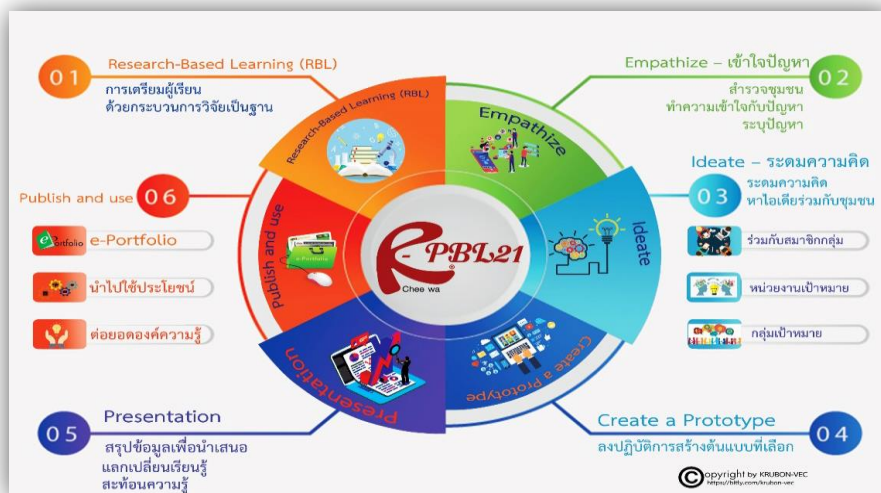 01
Research-Based Learning (RBL)
การเตรียมผู้เรียน
ด้วยกระบวนการวิจัยเป็นฐาน
Empathize – เข้าใจปัญหา
02
สำรวจชุมชน
ทำความเข้าใจกับปัญหา
ระบุปัญหา
Ideate – ระดมความคิด
03
ระดมความคิด
หาไอเดียร่วมกับชุมชน
ร่วมกับสมาชิกกลุ่ม
หน่วยงานเป้าหมาย
กลุ่มเป้าหมาย
Create a Prototype
04
ลงปฏิบัติการสร้างต้นแบบที่เลือก
05
Presentation
สรุปข้อมูลเพื่อนำเสนอ
แลกเปลี่ยนเรียนรู้
สะท้อนความรู้
Publish and use
06
e-Portfolio
e-Portfolio
นำไปใช้ประโยชน์
ต่อยอดองค์ความรู้
Research-Based Learning (RBL)
Empathize
Ideate
Create a Prototype
Presentation
Publish and use
e-Portfolio
R-PBL21
®
Chee wa
Copyright by KRUBON-VEC
https://bitly.com/krubon-vec